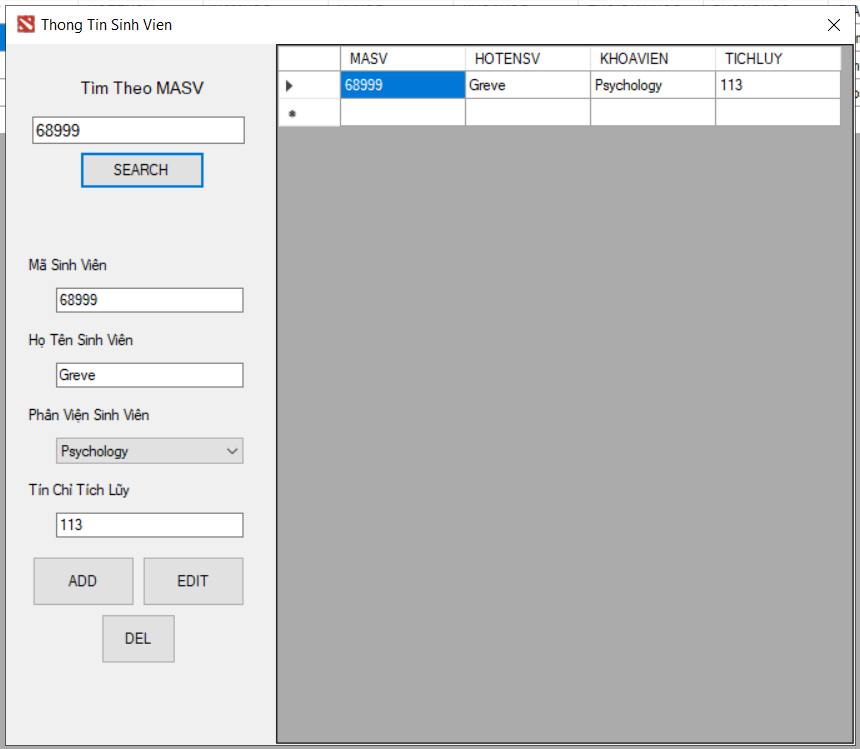 Thong Tin Sinh Vien
Tìm Theo MASV
68999
SEARCH
Mã Sinh Viên
68999
Họ Tên Sinh Viên
Greve
Phân Viện Sinh Viên
Psychology
Tín Chỉ Tích Lũy
113
ADD EDIT
DEL
MASV HOTENSV KHOAVIEN TICHLUY
68999 Greve Psychology 113